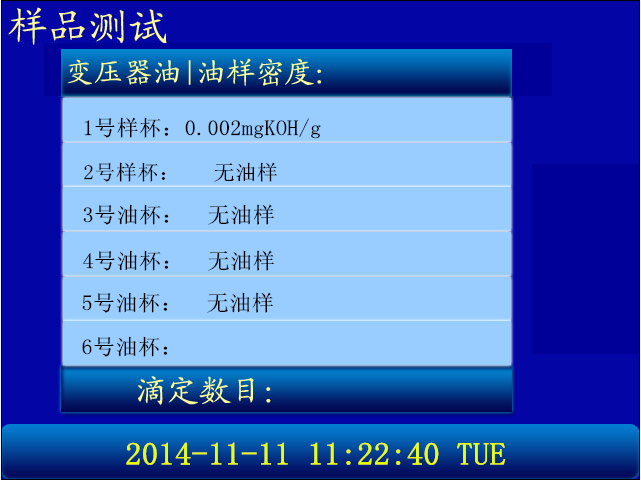 样品测试
变压器油|油样密度:
1号样杯：0.002mgKOH/g
2号样杯： 无油样
3号油杯： 无油样
4号油杯： 无油样
5号油杯： 无油样
6号油杯：
滴定数目:
2014-11-11 11:22:40 TUE